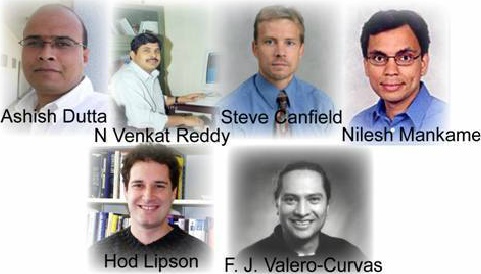 Ashish Dutta
N Venkat Reddy
Steve Canfield
Nilesh Mankame
Hod Lipson
F. J. Valero-Curvas